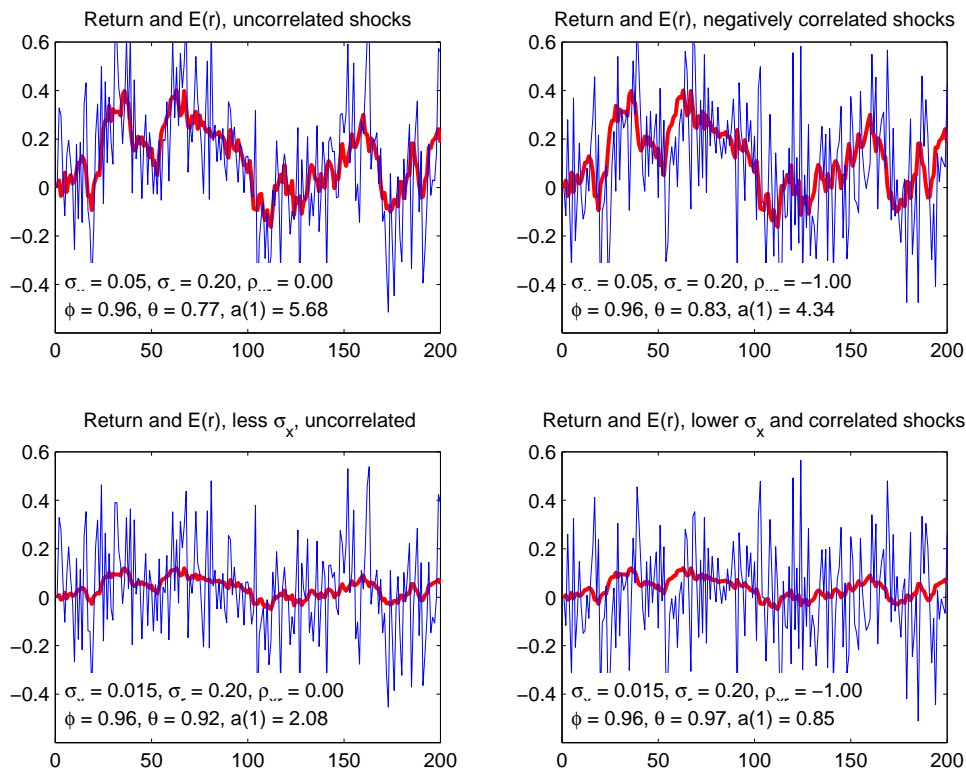 Return and E(r), uncorrelated shocks
0.6
0.4
0.2
0
−0.2
−0.4
σ = 0.05, σ = 0.20, ρ = 0.00
ϕ = 0.96, θ = 0.77, a(1) = 5.68
0 50 100 150 200
Return and E(r), negatively correlated shocks
0.6
0.4
0.2
0
−0.2
−0.4
σ = 0.05, σ = 0.20, ρ = −1.00
ϕ = 0.96, θ = 0.83, a(1) = 4.34
0 50 100 150 200
Return and E(r), less σx, uncorrelated
0.6
0.4
0.2
0
−0.2
−0.4
σx = 0.015, σr = 0.20, ρxr = 0.00
ϕ = 0.96, θ = 0.92, a(1) = 2.08
0 50 100 150 200
Return and E(r), lower σx and correlated shocks
0.6
0.4
0.2
0
−0.2
−0.4
σx = 0.015, σr = 0.20, ρxr = −1.00
ϕ = 0.96, θ = 0.97, a(1) = 0.85
0 50 100 150 200